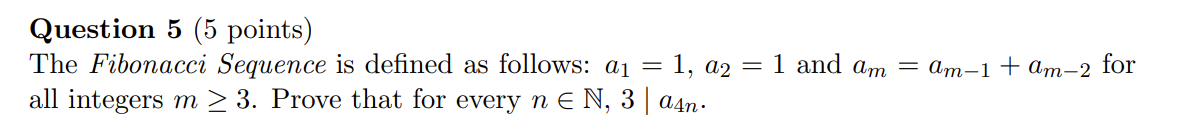 Question 5 (5 points)
The Fibonacci Sequence is defined as follows: a₁ = 1, a₂ = 1 and aₘ = aₘ₋₁ + aₘ₋₂ for
all integers m ≥ 3. Prove that for every n ∈ ℕ, 3 | a₄ₙ.